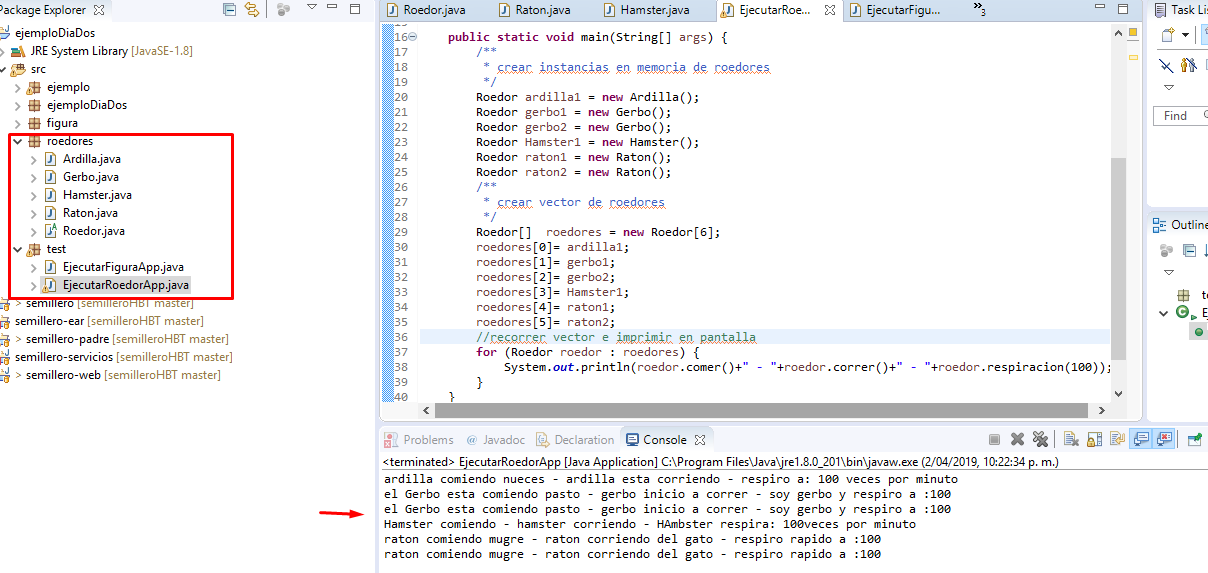 Package Explorer
ejemploDiaDos
JRE System Library [JavaSE-1.8]
src
ejemplo
ejemploDiaDos
figura
roedores
Ardilla.java
Gerbo.java
Hamster.java
Raton.java
Roedor.java
test
EjecutarFiguraApp.java
EjecutarRoedorApp.java
> semillero [semilleroHBT master]
semillero-ear [semilleroHBT master]
> semillero-padre [semilleroHBT master]
semillero-servicios [semilleroHBT master]
> semillero-web [semilleroHBT master]
Roedor.java Raton.java Hamster.java EjecutarRoe... EjecutarFigu... »3
16 public static void main(String[] args) {
17 /**
18 * crear instancias en memoria de roedores
19 */
20 Roedor ardilla1 = new Ardilla();
21 Roedor gerbo1 = new Gerbo();
22 Roedor gerbo2 = new Gerbo();
23 Roedor Hamster1 = new Hamster();
24 Roedor raton1 = new Raton();
25 Roedor raton2 = new Raton();
26 /**
27 * crear vector de roedores
28 */
29 Roedor[]  roedores = new Roedor[6];
30 roedores[0]= ardilla1;
31 roedores[1]= gerbo1;
32 roedores[2]= gerbo2;
33 roedores[3]= Hamster1;
34 roedores[4]= raton1;
35 roedores[5]= raton2;
36 //recorrer vector e imprimir en pantalla
37 for (Roedor roedor : roedores) {
38 System.out.println(roedor.comer()+" - "+roedor.correr()+" - "+roedor.respiracion(100));
39 }
40 }
Task Lis
Find
Outline
Problems @ Javadoc Declaration Console
<terminated> EjecutarRoedorApp [Java Application] C:\Program Files\Java\jre1.8.0_201\bin\javaw.exe (2/04/2019, 10:22:34 p. m.)
ardilla comiendo nueces - ardilla esta corriendo - respiro a: 100 veces por minuto
el Gerbo esta comiendo pasto - gerbo inicio a correr - soy gerbo y respiro a :100
el Gerbo esta comiendo pasto - gerbo inicio a correr - soy gerbo y respiro a :100
Hamster comiendo - hamster corriendo - HAmbster respira: 100veces por minuto
raton comiendo mugre - raton corriendo del gato - respiro rapido a :100
raton comiendo mugre - raton corriendo del gato - respiro rapido a :100